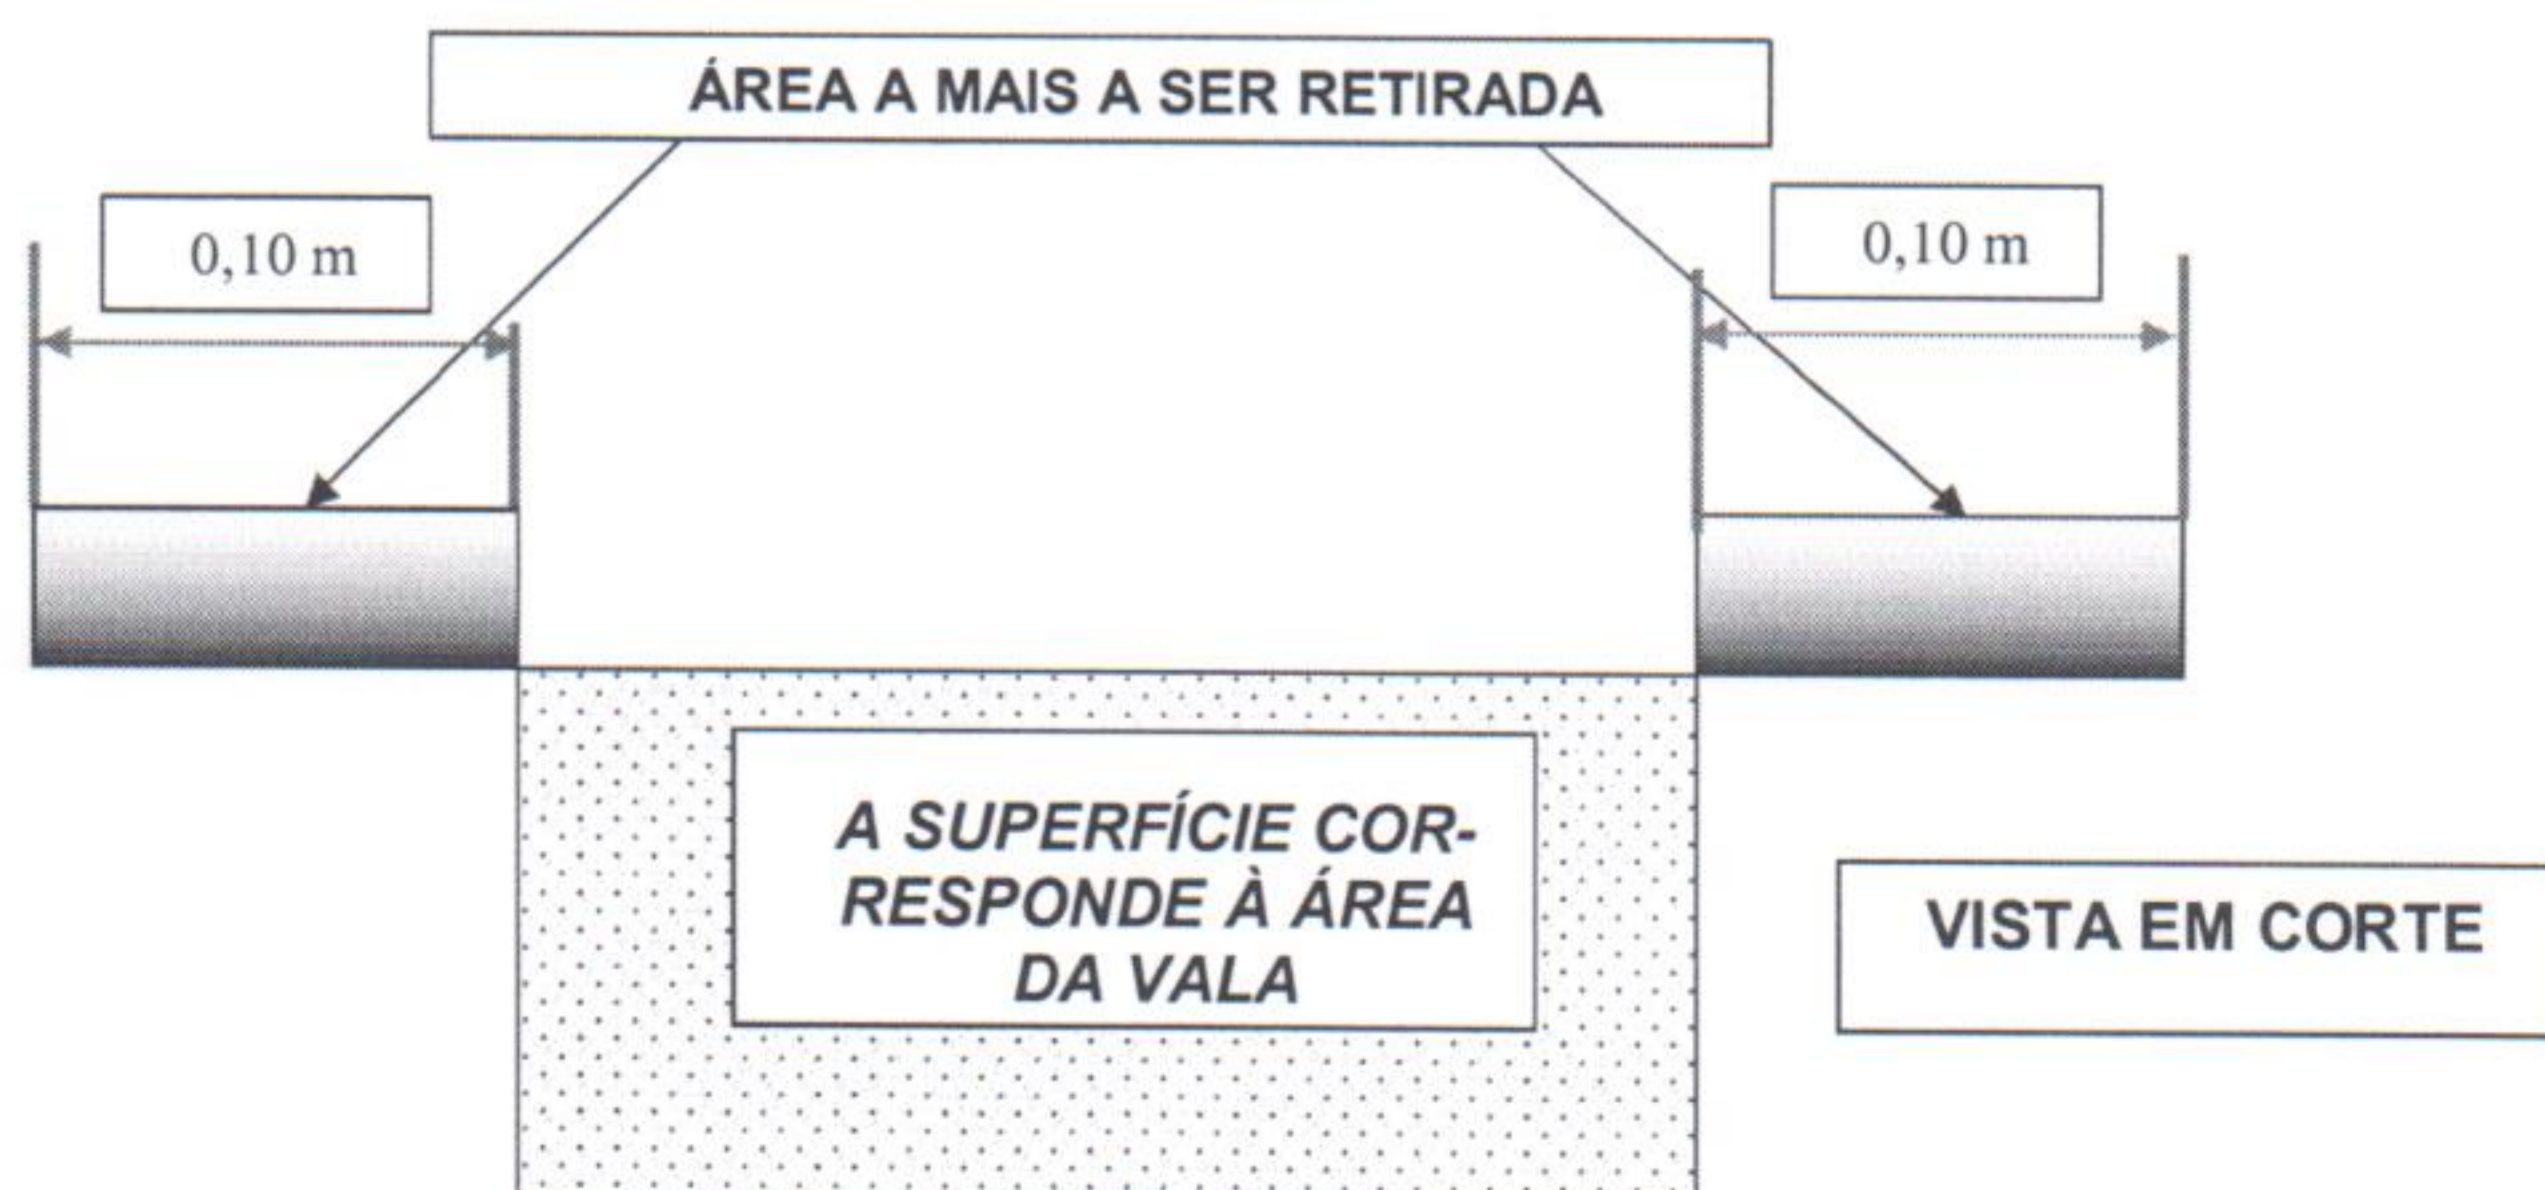 ÁREA A MAIS A SER RETIRADA
0,10 m
0,10 m
A SUPERFÍCIE COR-
RESPONDE À ÁREA
DA VALA
VISTA EM CORTE